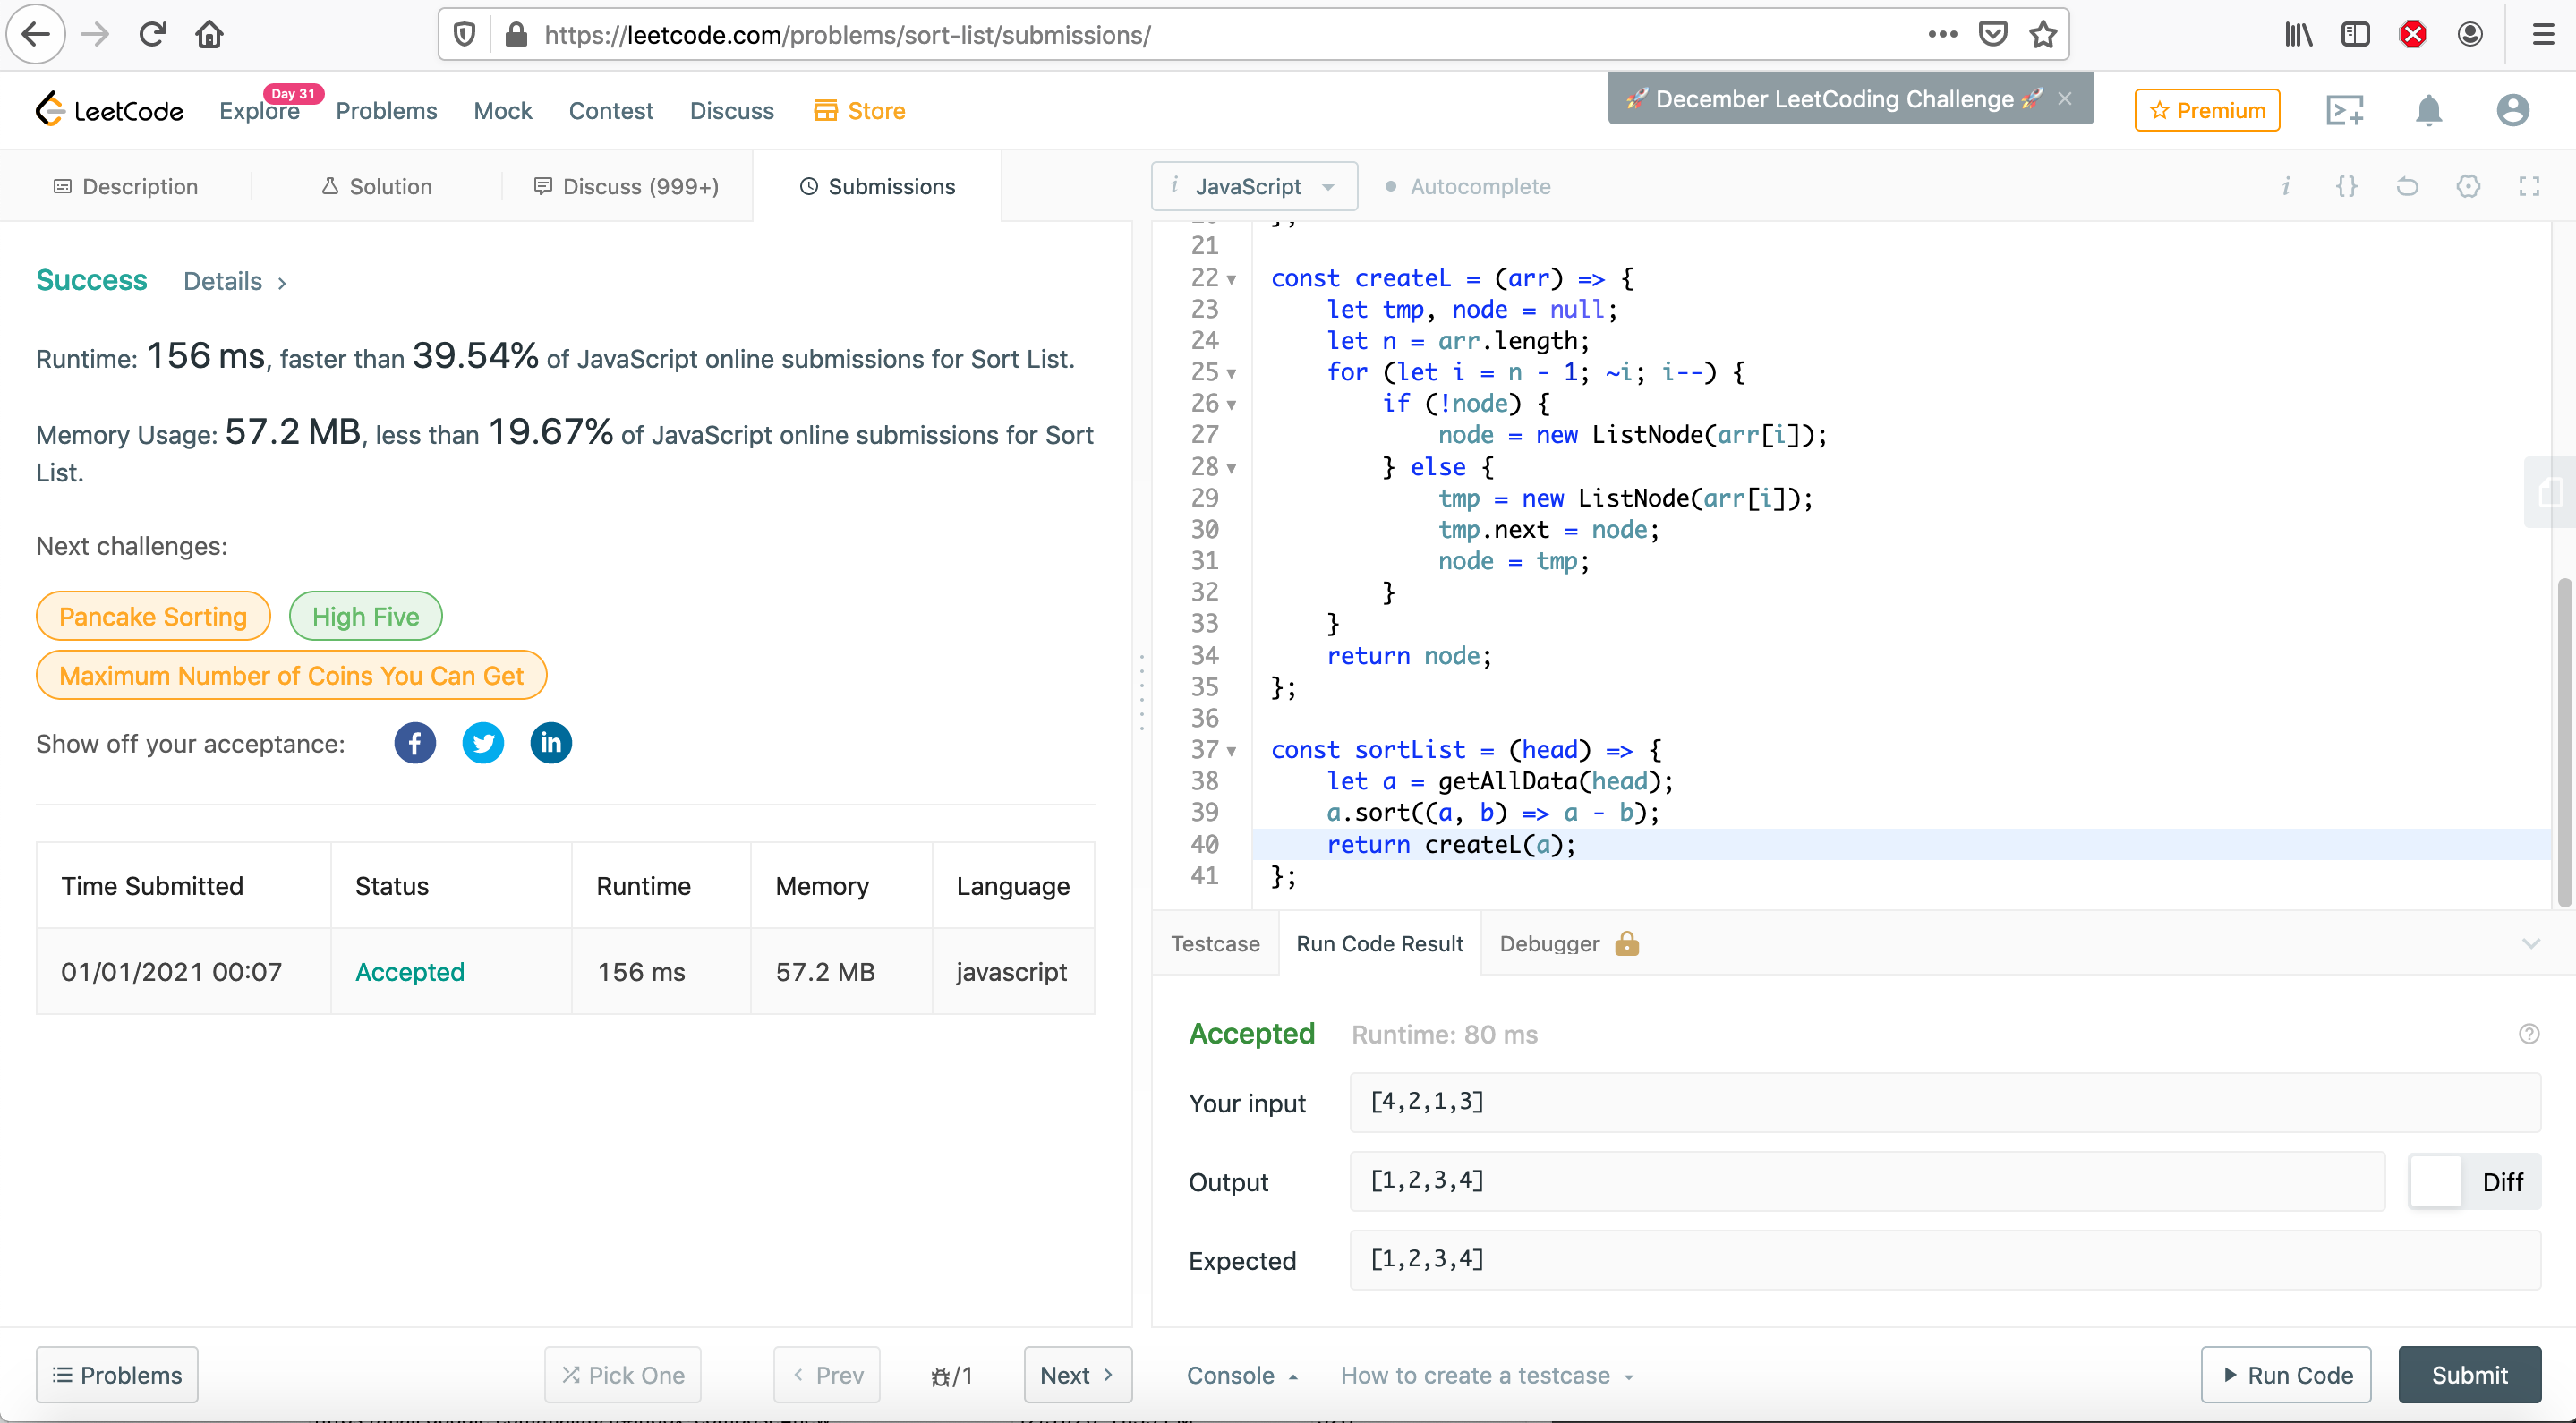 https://leetcode.com/problems/sort-list/submissions/
LeetCode
Explore
Day 31
Problems
Mock
Contest
Discuss
Store
🚀 December LeetCoding Challenge 🚀 ×
Premium
Description
Solution
Discuss (999+)
Submissions
Success
Details >
Runtime: 156 ms, faster than 39.54% of JavaScript online submissions for Sort List.
Memory Usage: 57.2 MB, less than 19.67% of JavaScript online submissions for Sort
List.
Next challenges:
Pancake Sorting
High Five
Maximum Number of Coins You Can Get
Show off your acceptance:
Time Submitted Status Runtime Memory Language
01/01/2021 00:07 Accepted 156 ms 57.2 MB javascript
i JavaScript
Autocomplete
i {}
21
22 const createL = (arr) => {
23 let tmp, node = null;
24 let n = arr.length;
25 for (let i = n - 1; ~i; i--) {
26 if (!node) {
27 node = new ListNode(arr[i]);
28 } else {
29 tmp = new ListNode(arr[i]);
30 tmp.next = node;
31 node = tmp;
32 }
33 }
34 return node;
35 };
36
37 const sortList = (head) => {
38 let a = getAllData(head);
39 a.sort((a, b) => a - b);
40 return createL(a);
41 };
Testcase
Run Code Result
Debugger
Accepted Runtime: 80 ms
Your input [4,2,1,3]
Output [1,2,3,4] Diff
Expected [1,2,3,4]
Problems
Pick One
< Prev
/1
Next >
Console
How to create a testcase
Run Code
Submit